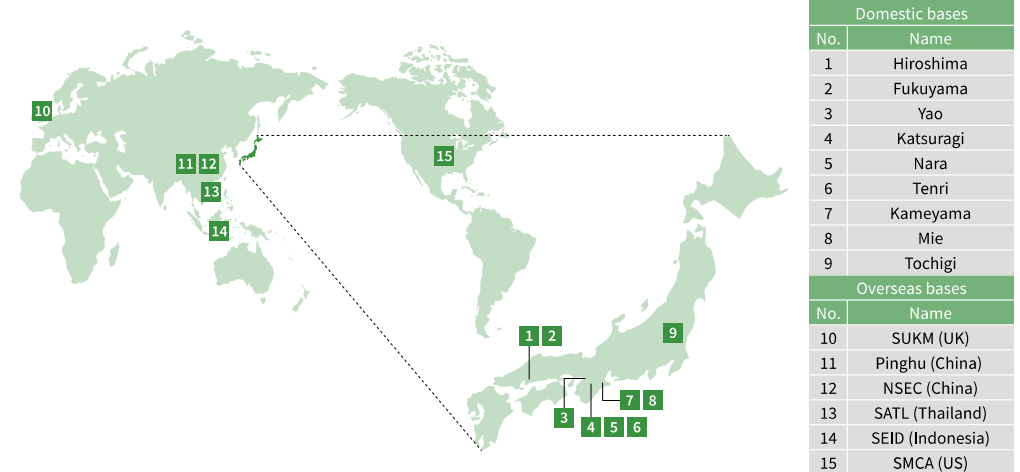 10
11 12
13
14
15
1 2
9
7 8
3
4 5 6
Domestic bases
No. Name
1 Hiroshima
2 Fukuyama
3 Yao
4 Katsuragi
5 Nara
6 Tenri
7 Kameyama
8 Mie
9 Tochigi
Overseas bases
No. Name
10 SUKM (UK)
11 Pinghu (China)
12 NSEC (China)
13 SATL (Thailand)
14 SEID (Indonesia)
15 SMCA (US)